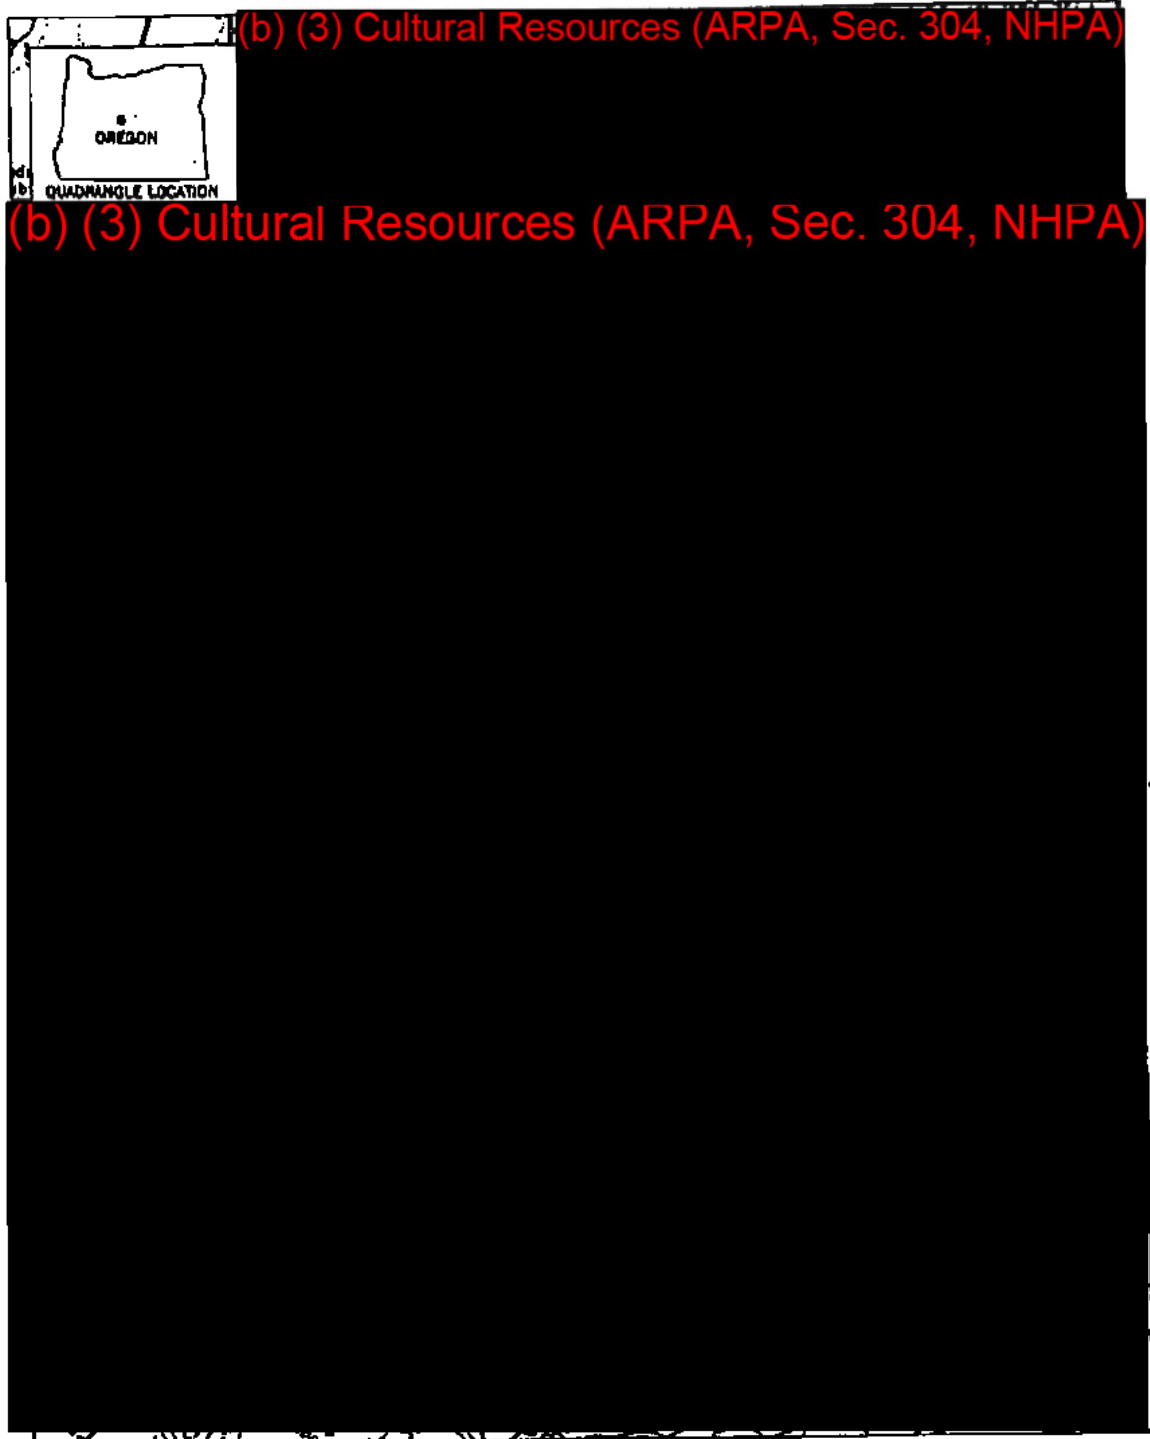 (b) (3) Cultural Resources (ARPA, Sec. 304, NHPA)
OREGON
QUADRANGLE LOCATION
(b) (3) Cultural Resources (ARPA, Sec. 304, NHPA)